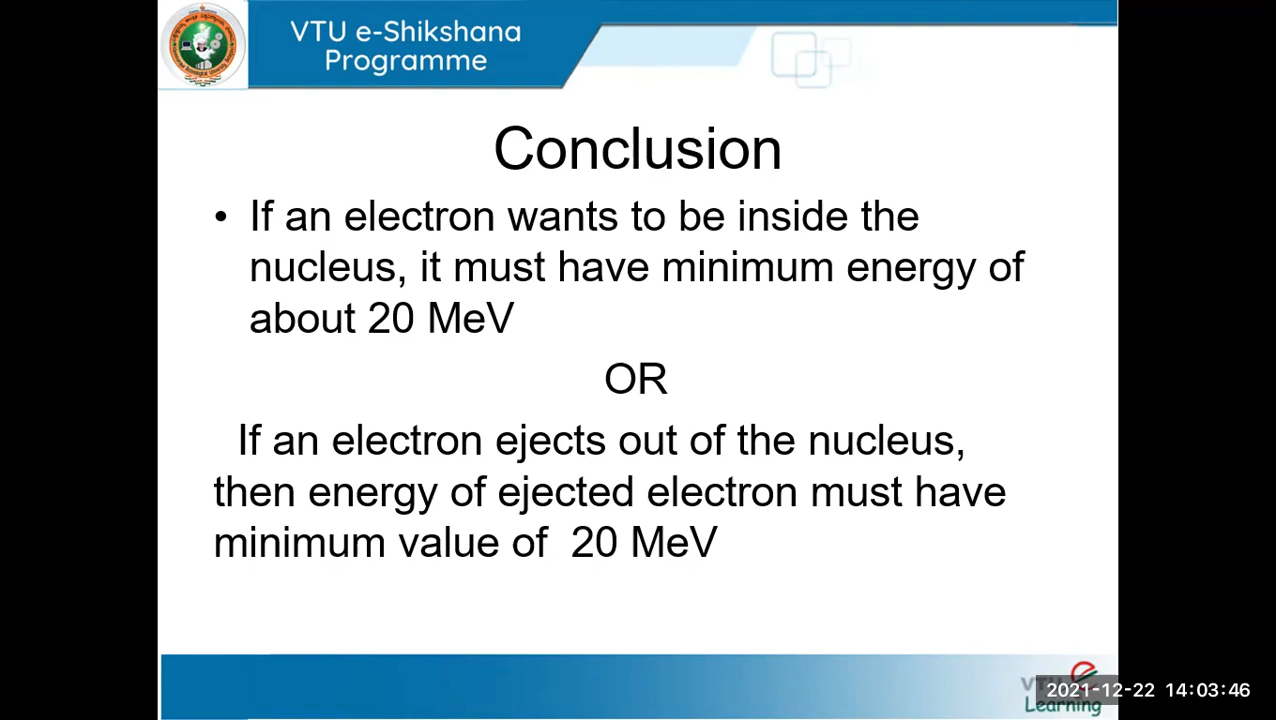 VTU e-Shikshana
Programme
Conclusion
• If an electron wants to be inside the
nucleus, it must have minimum energy of
about 20 MeV
OR
If an electron ejects out of the nucleus,
then energy of ejected electron must have
minimum value of 20 MeV
VTU e
2021-12-22 14:03:46
Learning